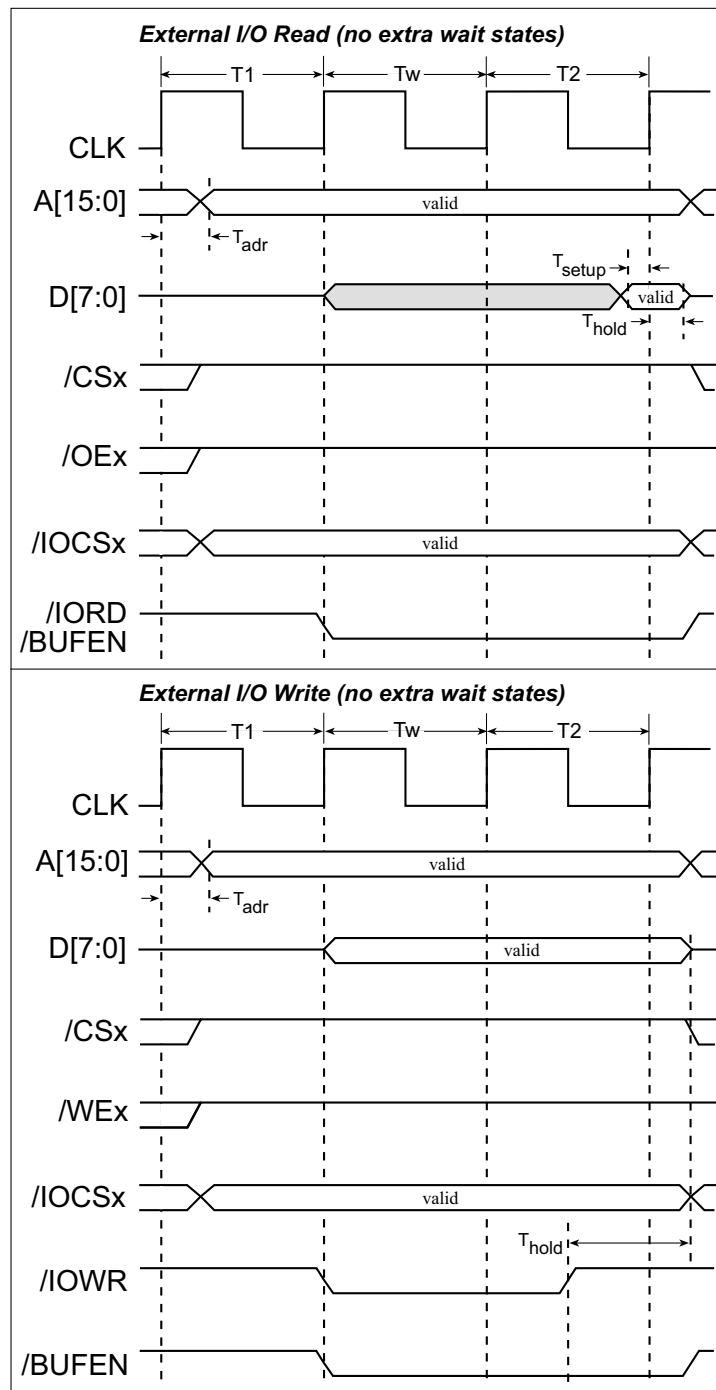 External I/O Read (no extra wait states)
T1 Tw T2
CLK
A[15:0] valid
Tadr
Tsetup
D[7:0] valid
Thold
/CSx
/OEx
/IOCSx valid
/IORD
/BUFEN
External I/O Write (no extra wait states)
T1 Tw T2
CLK
A[15:0] valid
Tadr
D[7:0] valid
/CSx
/WEx
/IOCSx valid
Thold
/IOWR
/BUFEN